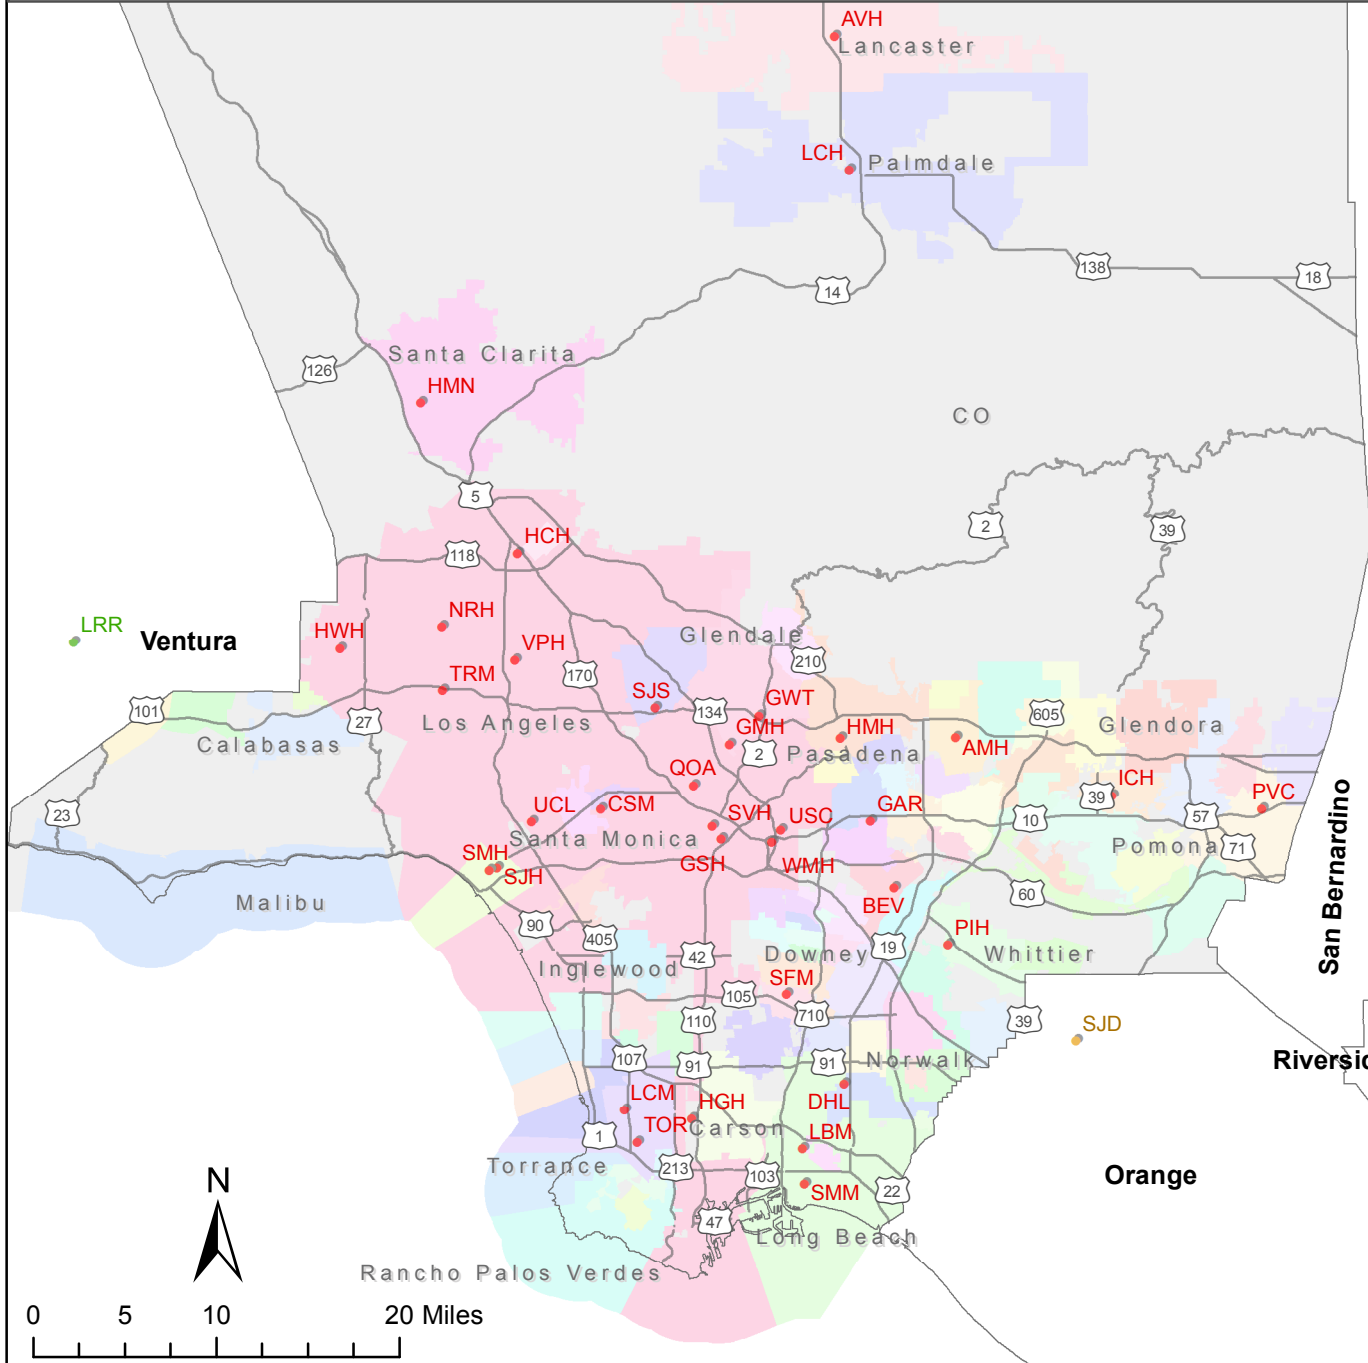 AVH
Lancaster
LCH
Palmdale
138
18
14
Santa Clarita
126
HMN
CO
5
2
39
HCH
118
NRH
LRR
Ventura
HWH
VPH
Glendale
210
TRM
170
SJS
GWT
101
27
Los Angeles
134
GMH
HMH
605
Glendora
Calabasas
2
Pasadena
AMH
QOA
ICH
39
PVC
23
UCL
CSM
SVH
USC
GAR
10
57
Santa Monica
Pomona
71
SMH
SJH
GSH
WMH
San Bernardino
Malibu
BEV
60
90
405
PIH
19
42
Downey
Whittier
Inglewood
SFM
105
110
710
39
SJD
107
91
91
Norwalk
Riversid
LCM
HGH
DHL
1
TOR
Carson
LBM
Torrance
213
103
Orange
N
SMM
22
47
Long Beach
Rancho Palos Verdes
0 5 10 20 Miles